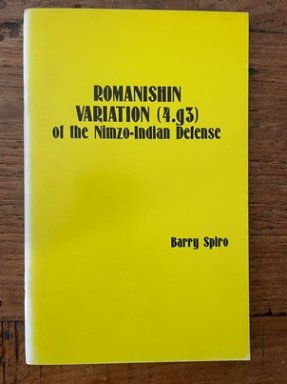 ROMANISHIN
VARIATION (4.g3)
of the Nimzo-Indian Defense
Barry Spiro